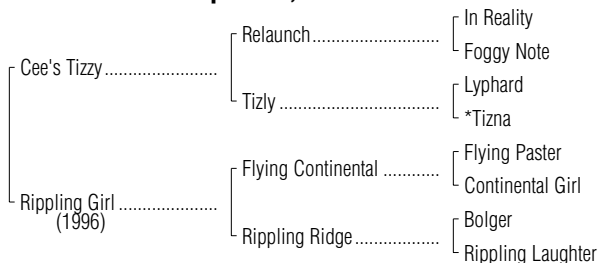 In Reality
Relaunch
Foggy Note
Cee's Tizzy
Lyphard
Tizly
*Tizna
Flying Paster
Flying Continental
Continental Girl
Rippling Girl
(1996)
Bolger
Rippling Ridge
Rippling Laughter